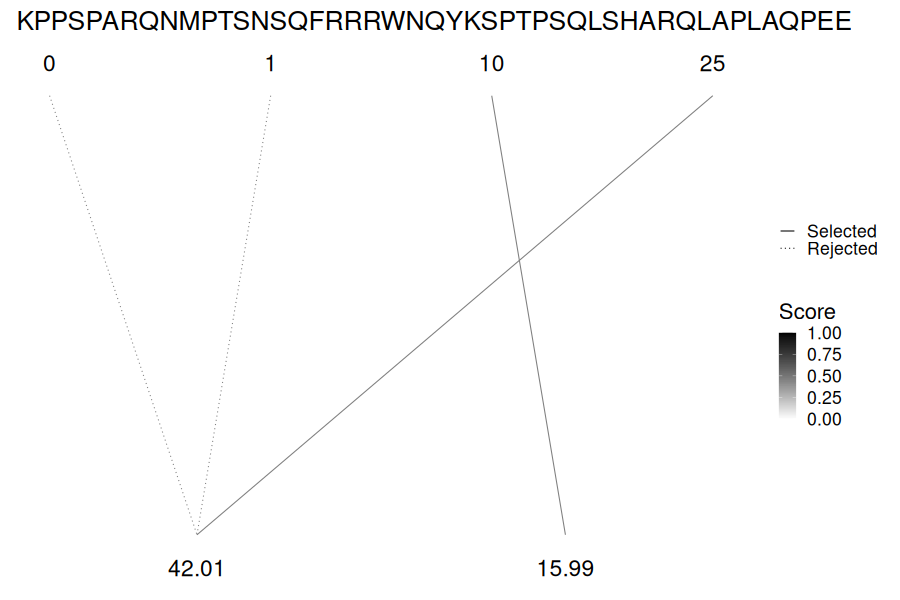 KPPSPARQNMPTSNSQFRRRWNQYKSPTPSQLSHARQLAPLAQPEE
0 1 10 25
Selected
Rejected
Score
1.00
0.75
0.50
0.25
0.00
42.01 15.99